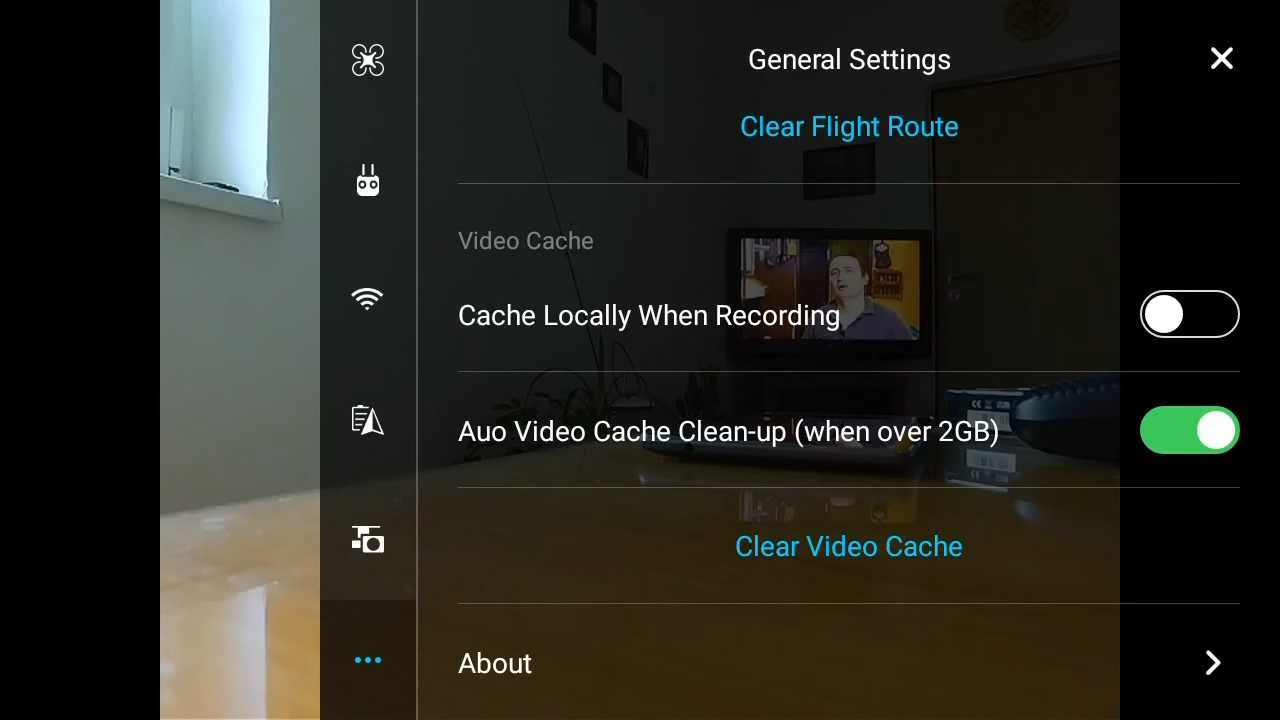 General Settings
Clear Flight Route
Video Cache
Cache Locally When Recording
Auo Video Cache Clean-up (when over 2GB)
Clear Video Cache
About